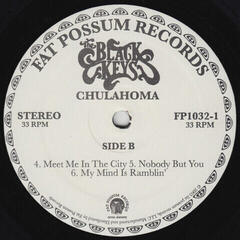 FAT POSSUM RECORDS
the BLACK KEYS
CHULAHOMA
STEREO
33 RPM
FP1032-1
33 RPM
SIDE B
4. Meet Me In The City 5. Nobody But You
6. My Mind Is Ramblin'